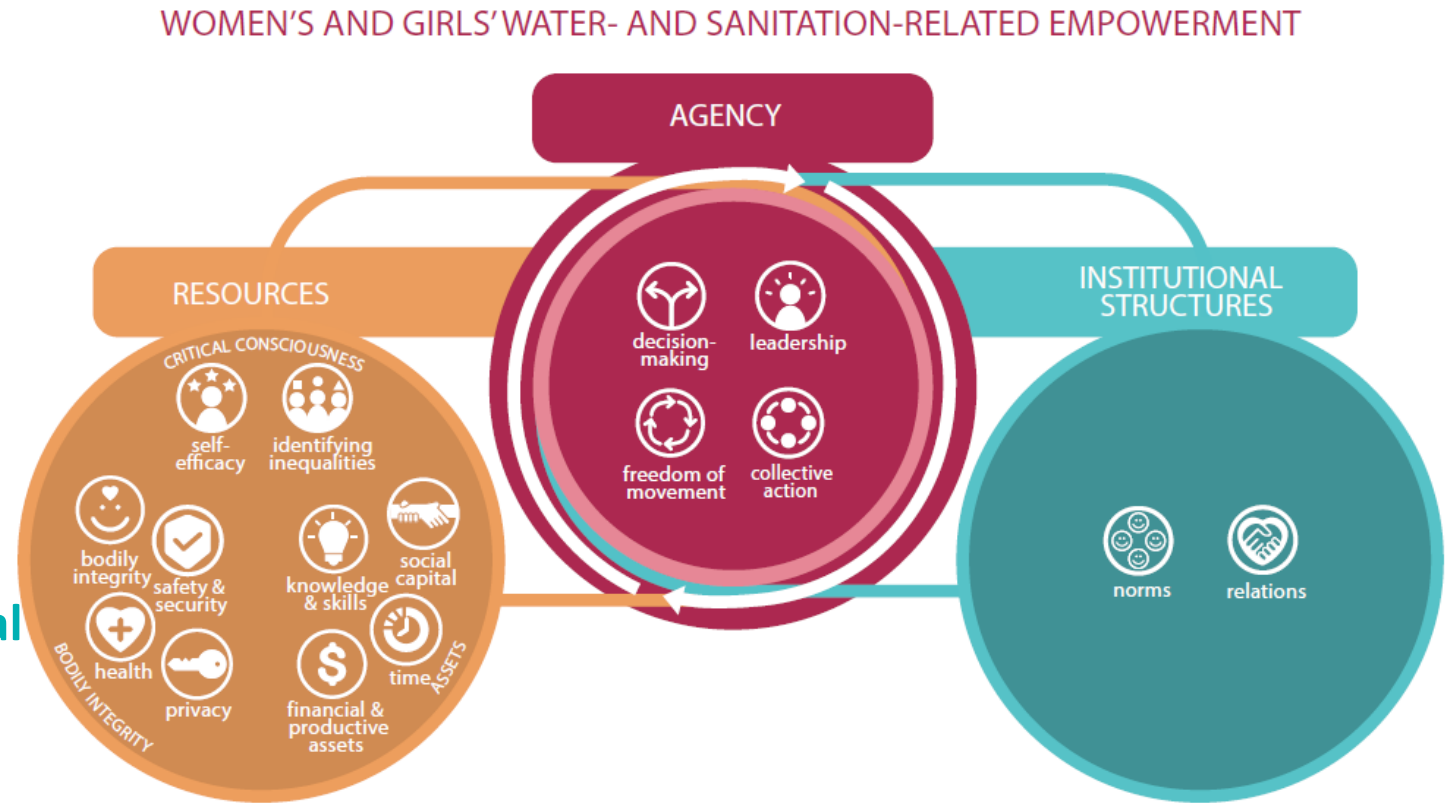 WOMEN'S AND GIRLS' WATER- AND SANITATION-RELATED EMPOWERMENT
AGENCY
RESOURCES
INSTITUTIONAL
STRUCTURES
CRITICAL CONSCIOUSNESS
self-
efficacy
identifying
inequalities
bodily
integrity
safety &
security
health
privacy
BODILY INTEGRITY
knowledge
& skills
social
capital
time
financial &
productive
assets
ASSETS
decision-
making
leadership
freedom of
movement
collective
action
norms
relations
al